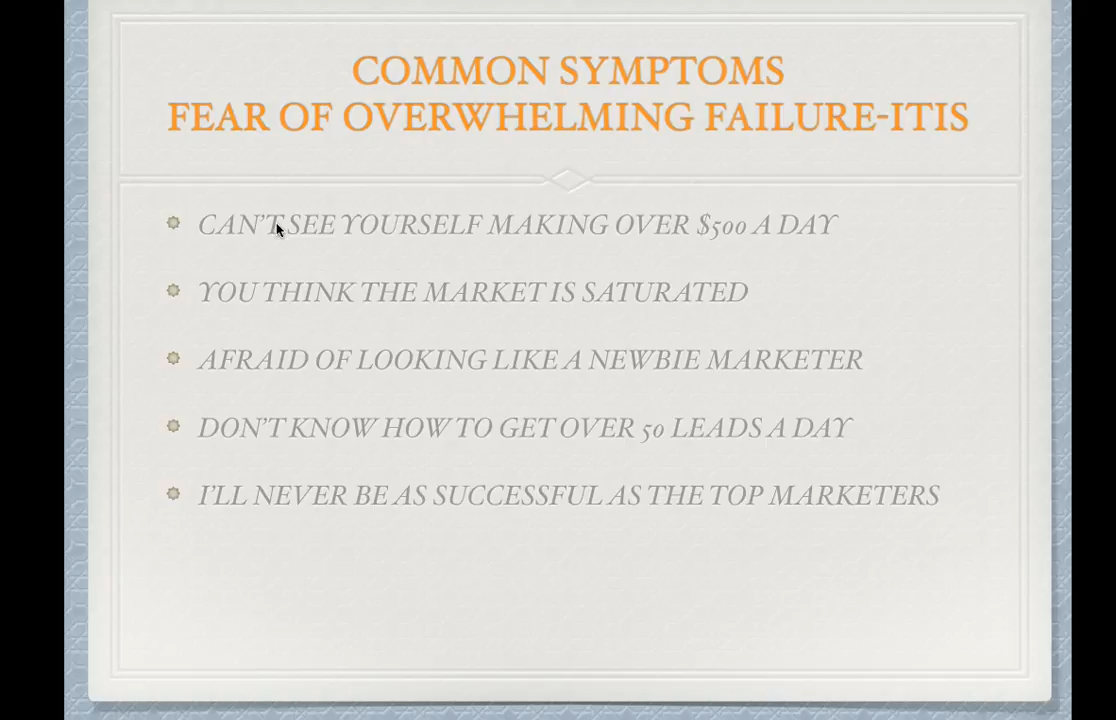 COMMON SYMPTOMS
FEAR OF OVERWHELMING FAILURE-ITIS
CAN'T SEE YOURSELF MAKING OVER $500 A DAY
YOU THINK THE MARKET IS SATURATED
AFRAID OF LOOKING LIKE A NEWBIE MARKETER
DON'T KNOW HOW TO GET OVER 50 LEADS A DAY
I'LL NEVER BE AS SUCCESSFUL AS THE TOP MARKETERS